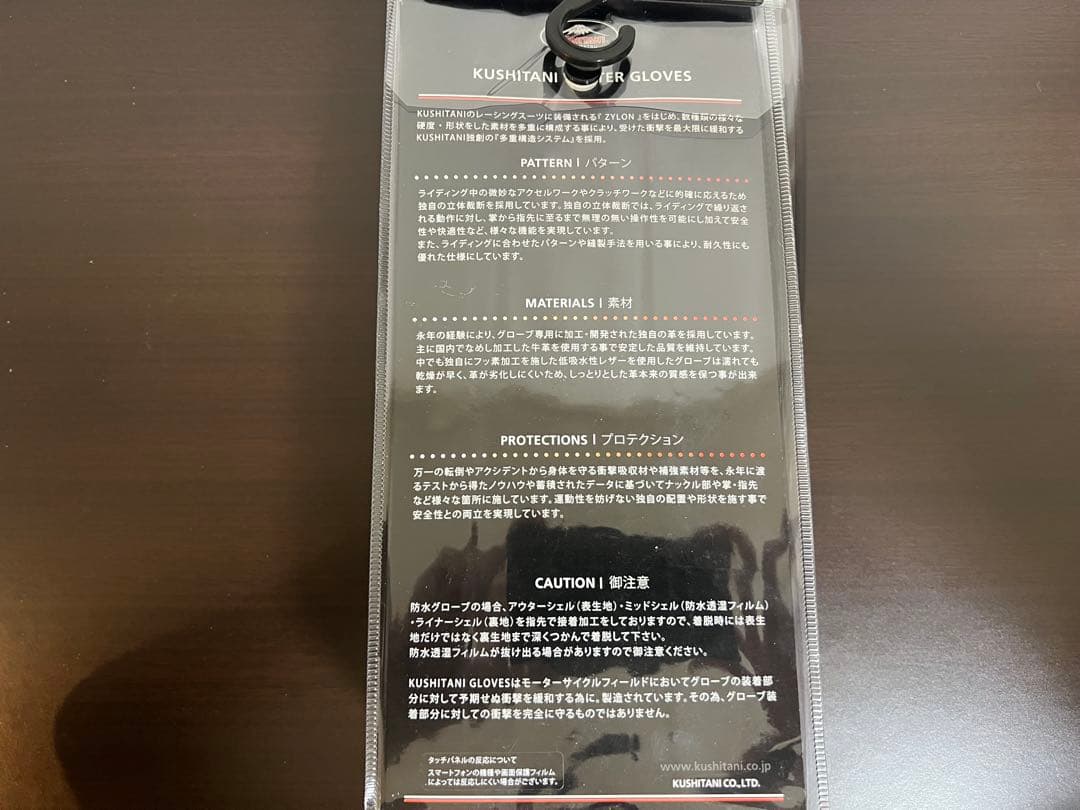 KUSHITANI TER GLOVES
KUSHITANIのレーシングスーツに装備される『 ZYLON 』をはじめ、数種類の様々な
硬度・形状をした素材を多重に構成する事により、受けた衝撃を最大限に緩和する
KUSHITANI独創の『多重構造システム』を採用。
PATTERN | パターン
ライディング中の微妙なアクセルワークやクラッチワークなどに的確に応えるため
独自の立体裁断を採用しています。独自の立体裁断では、ライディングで繰り返さ
れる動作に対し、掌から指先に至るまで無理の無い操作性を可能にし加えて安全
性や快適性など、様々な機能を実現しています。
また、ライディングに合わせたパターンや縫製手法を用いる事により、耐久性にも
優れた仕様にしています。
MATERIALS | 素材
永年の経験により、グローブ専用に加工・開発された独自の革を採用しています。
主に国内でなめし加工した牛革を使用する事で安定した品質を維持しています。
中でも独自にフッ素加工を施した低吸水性レザーを使用したグローブは濡れても
乾燥が早く、革が劣化しにくいため、しっとりとした革本来の質感を保つ事が出来
ます。
PROTECTIONS | プロテクション
万一の転倒やアクシデントから身体を守る衝撃吸収材や補強素材等を、永年に渡
るテストから得たノウハウや蓄積されたデータに基づいてナックル部や掌・指先
など様々な箇所に施しています。運動性を妨げない独自の配置や形状を施す事で
安全性との両立を実現しています。
CAUTION | 御注意
防水グローブの場合、アウターシェル（表生地）・ミッドシェル（防水透湿フィルム）
・ライナーシェル（裏地）を指先で接着加工をしておりますので、着脱時には表生
地だけではなく裏生地まで深くつかんで着脱して下さい。
防水透湿フィルムが抜け出る場合がありますので御注意ください。
KUSHITANI GLOVESはモーターサイクルフィールドにおいてグローブの装着部
分に対して予期せぬ衝撃を緩和する為に。製造されています。その為、グローブ装
着部分に対しての衝撃を完全に守るものではありません。
タッチパネルの反応について
スマートフォンの機種や画面保護フィルム
によっては反応しにくい場合がございます。
www.kushitani.co.jp
KUSHITANI CO.,LTD.